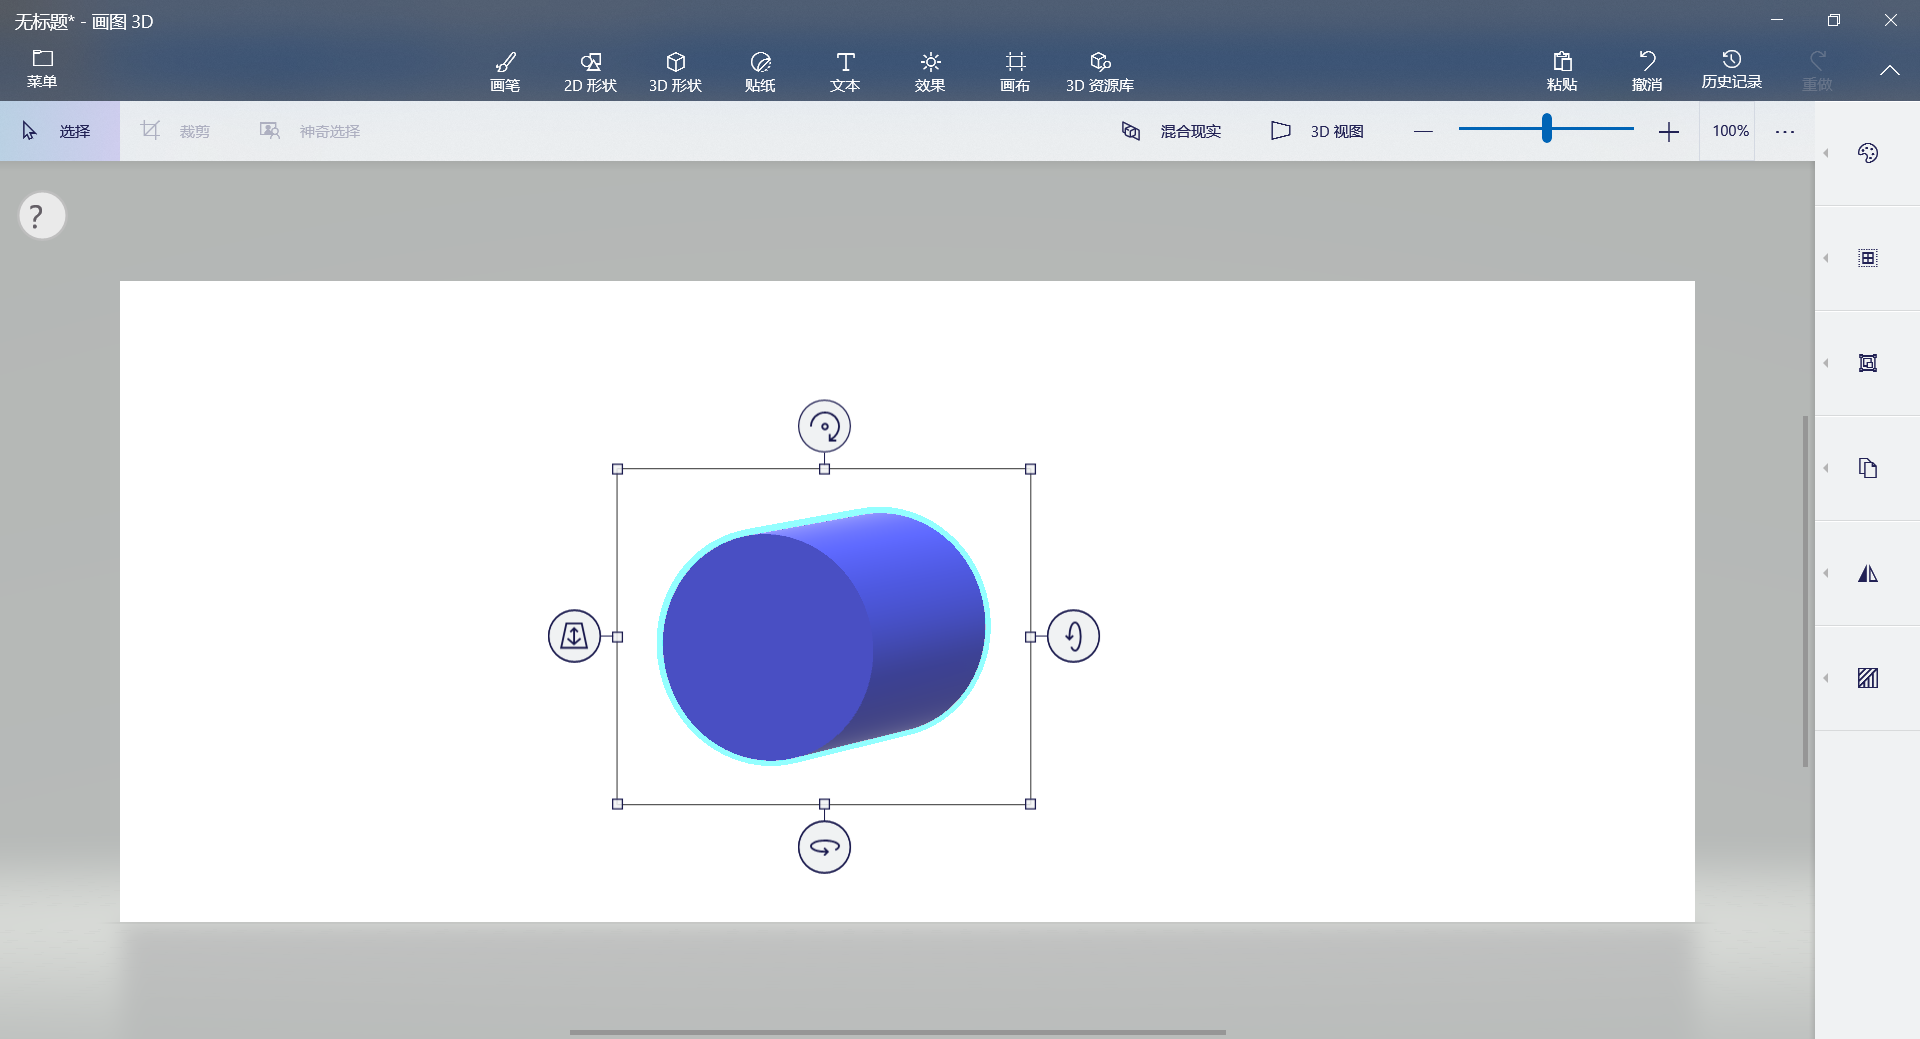 无标题* - 画图 3D
菜单
画笔
2D 形状
3D 形状
贴纸
文本
效果
画布
3D 资源库
粘贴
撤消
历史记录
重做
选择
裁剪
神奇选择
混合现实
3D 视图
100%
?